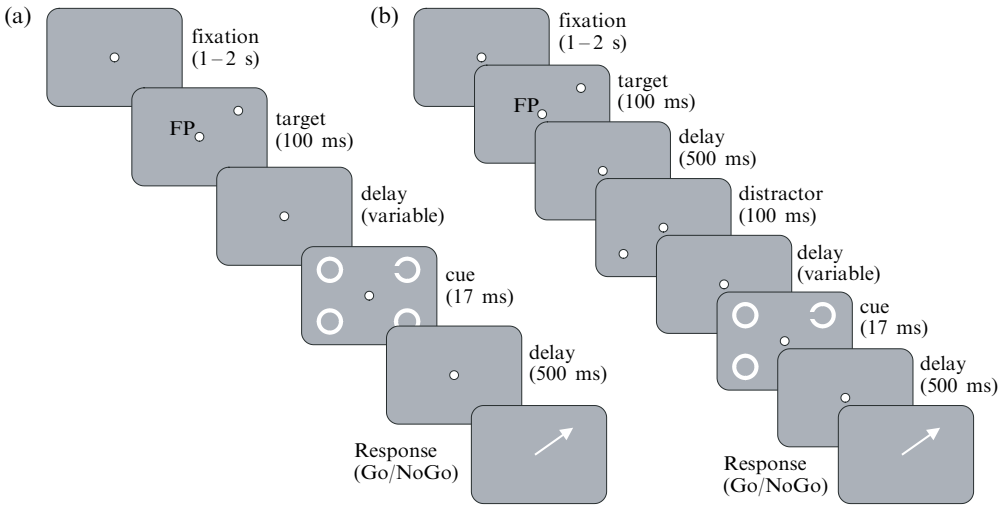 (a)
fixation
(1–2 s)
FP
target
(100 ms)
delay
(variable)
cue
(17 ms)
delay
(500 ms)
Response
(Go/NoGo)
(b)
fixation
(1–2 s)
FP
target
(100 ms)
delay
(500 ms)
distractor
(100 ms)
delay
(variable)
cue
(17 ms)
delay
(500 ms)
Response
(Go/NoGo)